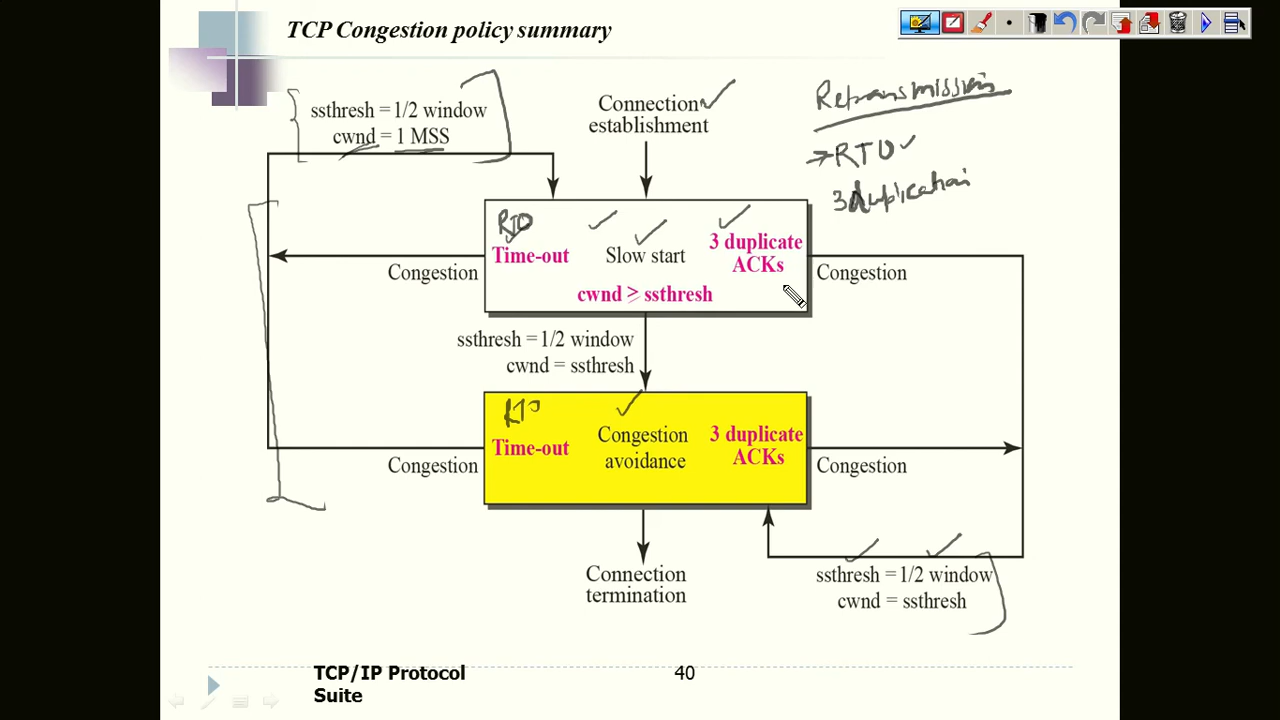 TCP Congestion policy summary
ssthresh = 1/2 window
cwnd = 1 MSS
Connection
establishment
Retransmission
→ RTO
3 duplication
RTO
Time-out
Slow start
3 duplicate
ACKs
cwnd ≥ ssthresh
Congestion
Congestion
ssthresh = 1/2 window
cwnd = ssthresh
RTO
Time-out
Congestion
avoidance
3 duplicate
ACKs
Congestion
Congestion
Connection
termination
ssthresh = 1/2 window
cwnd = ssthresh
TCP/IP Protocol
Suite
40